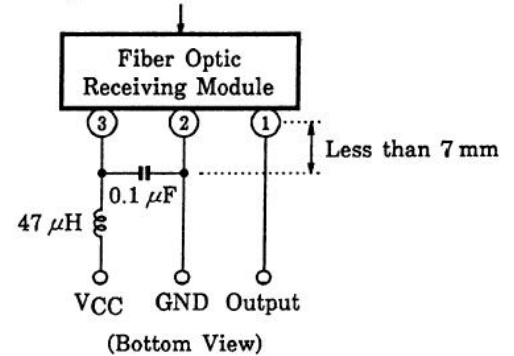 Fiber Optic
Receiving Module
3 2 1
Less than 7 mm
0.1 μF
47 μH
VCC GND Output
(Bottom View)